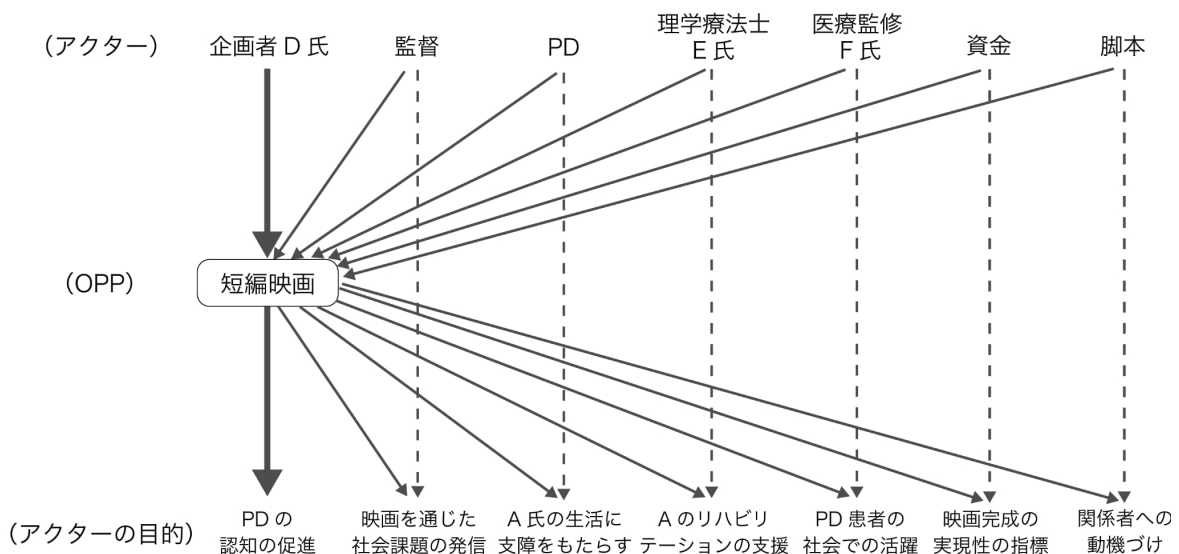 （アクター）
企画者 D 氏
監督
PD
理学療法士
E 氏
医療監修
F 氏
資金
脚本
（OPP）
短編映画
（アクターの目的）
PD の
認知の促進
映画を通じた
社会課題の発信
A 氏の生活に
支障をもたらす
A のリハビリ
テーションの支援
PD 患者の
社会での活躍
映画完成の
実現性の指標
関係者への
動機づけ